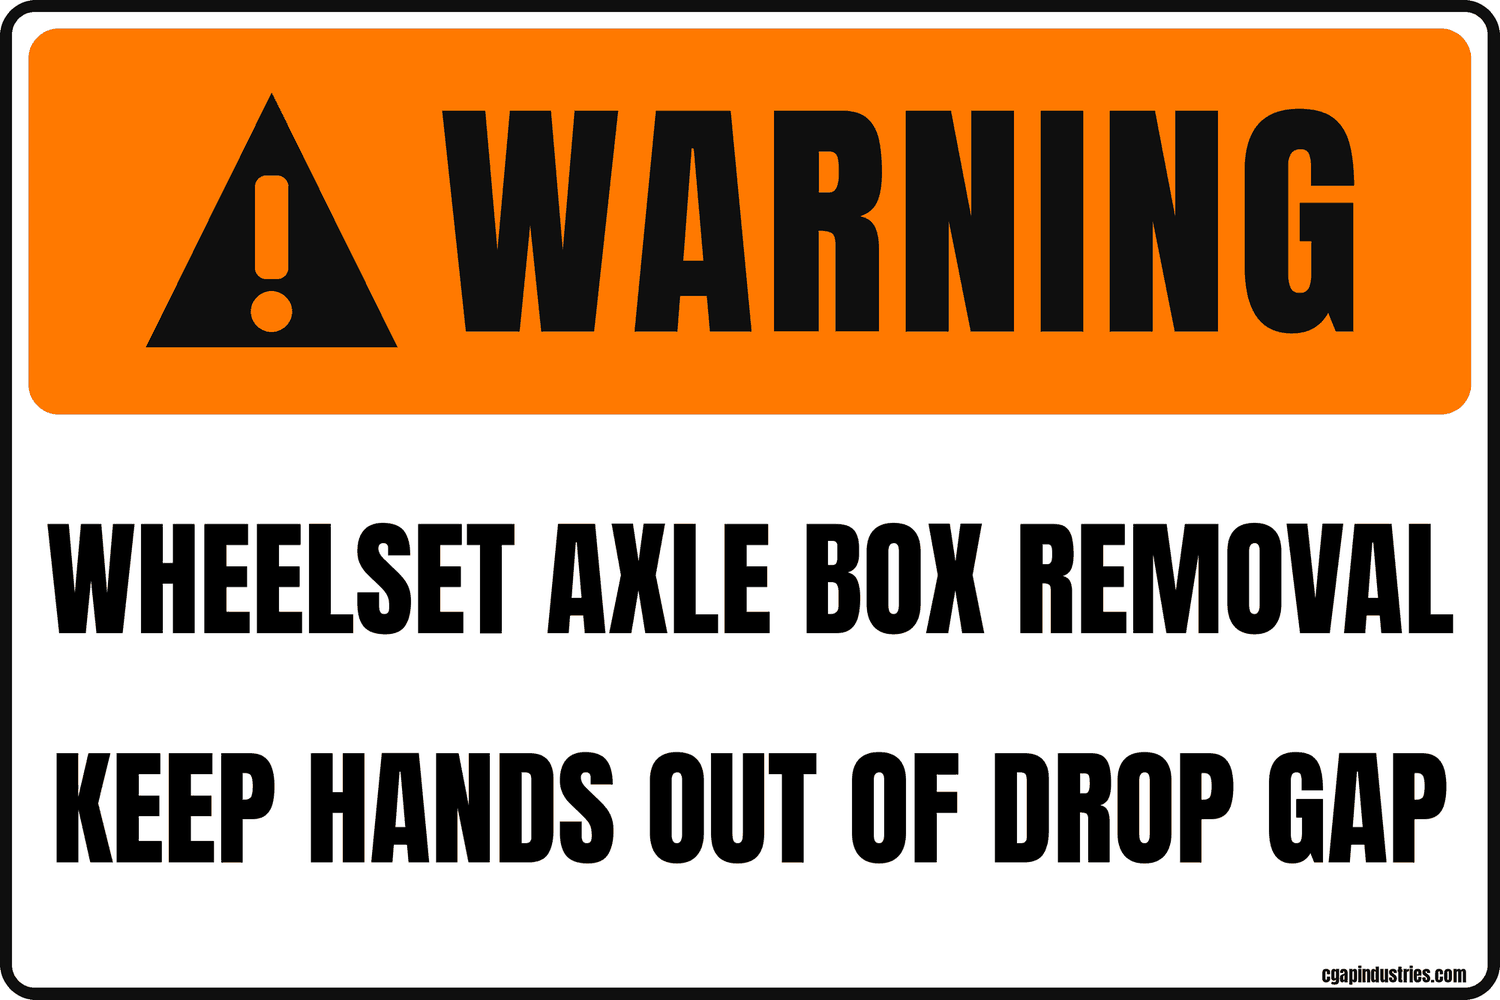 WARNING
WHEELSET AXLE BOX REMOVAL
KEEP HANDS OUT OF DROP GAP
cgapindustries.com